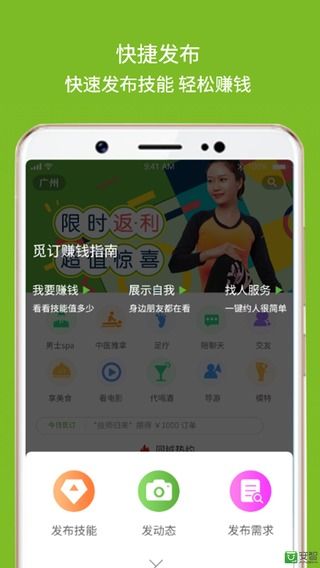 快捷发布
快速发布技能 轻松赚钱
9:41 AM
100%
广州
限时返·利
超值惊喜
觅订赚钱指南
我要赚钱
展示自我
找人服务
看看技能值多少
身边朋友都在看
一键约人很简单
男士spa
中医推拿
足疗
陪聊天
交友
享美食
看电影
代喝酒
导游
模特
今日觅订
“技师归来” 赚得 ¥1000 订单
同城热约
发布技能
发动态
发布需求
安智